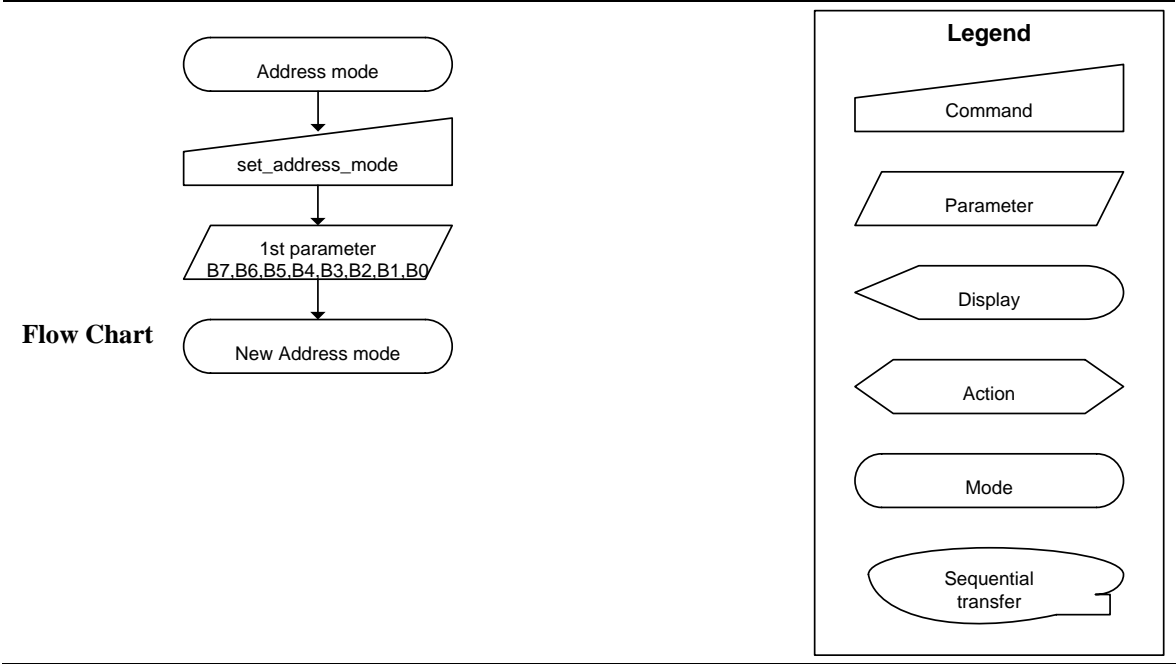 Address mode
set_address_mode
1st parameter
B7,B6,B5,B4,B3,B2,B1,B0
Flow Chart
New Address mode
Legend
Command
Parameter
Display
Action
Mode
Sequential
transfer